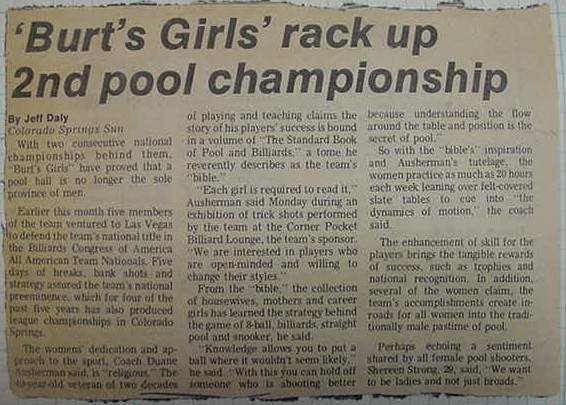 'Burt's Girls' rack up
2nd pool championship
By Jeff Daly
Colorado Springs Sun
With two consecutive national
championships behind them,
"Burt's Girls" have proved that a
pool hall is no longer the sole
province of men.
Earlier this month five members
of the team ventured to Las Vegas
to defend the team's national title in
the Billiards Congress of America
All American Team Nationals. Five
days of breaks, bank shots and
strategy assured the team's national
preeminence, which for four of the
past five years has also produced
league championships in Colorado
Springs.
The womens' dedication and ap-
proach to the sport, Coach Duane
Ausherman said, is "religious." The
40-year-old veteran of two decades
of playing and teaching claims the
story of his players' success is bound
in a volume of "The Standard Book
of Pool and Billiards," a tome he
reverently describes as the team's
"bible."
"Each girl is required to read it,"
Ausherman said Monday during an
exhibition of trick shots performed
by the team at the Corner Pocket
Billiard Lounge, the team's sponsor.
"We are interested in players who
are open-minded and willing to
change their styles."
From the "bible," the collection
of housewives, mothers and career
girls has learned the strategy behind
the game of 8-ball, billiards, straight
pool and snooker, he said.
"Knowledge allows you to put a
ball where it wouldn't seem likely,"
he said. "With this you can hold off
someone who is shooting better
because understanding the flow
around the table and position is the
secret of pool."
So with the "bible's" inspiration
and Ausherman's tutelage, the
women practice as much as 20 hours
each week leaning over felt-covered
slate tables to cue into "the
dynamics of motion," the coach
said.
The enhancement of skill for the
players brings the tangible rewards
of success, such as trophies and
national recognition. In addition,
several of the women claim, the
team's accomplishments create in-
roads for all women into the tradi-
tionally male pastime of pool.
Perhaps echoing a sentiment
shared by all female pool shooters,
Shereen Strong, 29, said, "We want
to be ladies and not just broads."